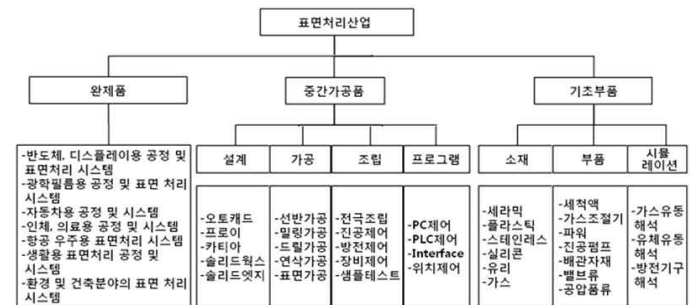 표면처리산업
완제품
중간가공품
기초부품
-반도체, 디스플레이용 공정 및
표면처리 시스템
-광학필름용 공정 및 표면 처리
시스템
-자동차용 공정 및 시스템
-인체, 의료용 공정 및 시스템
-항공 우주용 표면처리 시스템
-생활용 표면처리 공정 및
시스템
-환경 및 건축분야의 표면 처리
시스템
설계
-오토캐드
-프로이
-카티아
-솔리드웍스
-솔리드엣지
가공
-선반가공
-밀링가공
-드릴가공
-연삭가공
-표면가공
조립
-전극조립
-진공제어
-방전제어
-장비제어
-샘플테스트
프로그램
-PC제어
-PLC제어
-Interface
-위치제어
소재
-세라믹
-플라스틱
-스테인레스
-실리콘
-유리
-가스
부품
-세척액
-가스조절기
-파워
-진공펌프
-배관자재
-밸브류
-공압품류
시뮬
레이션
-가스유동
해석
-유체유동
해석
-방전기구
해석